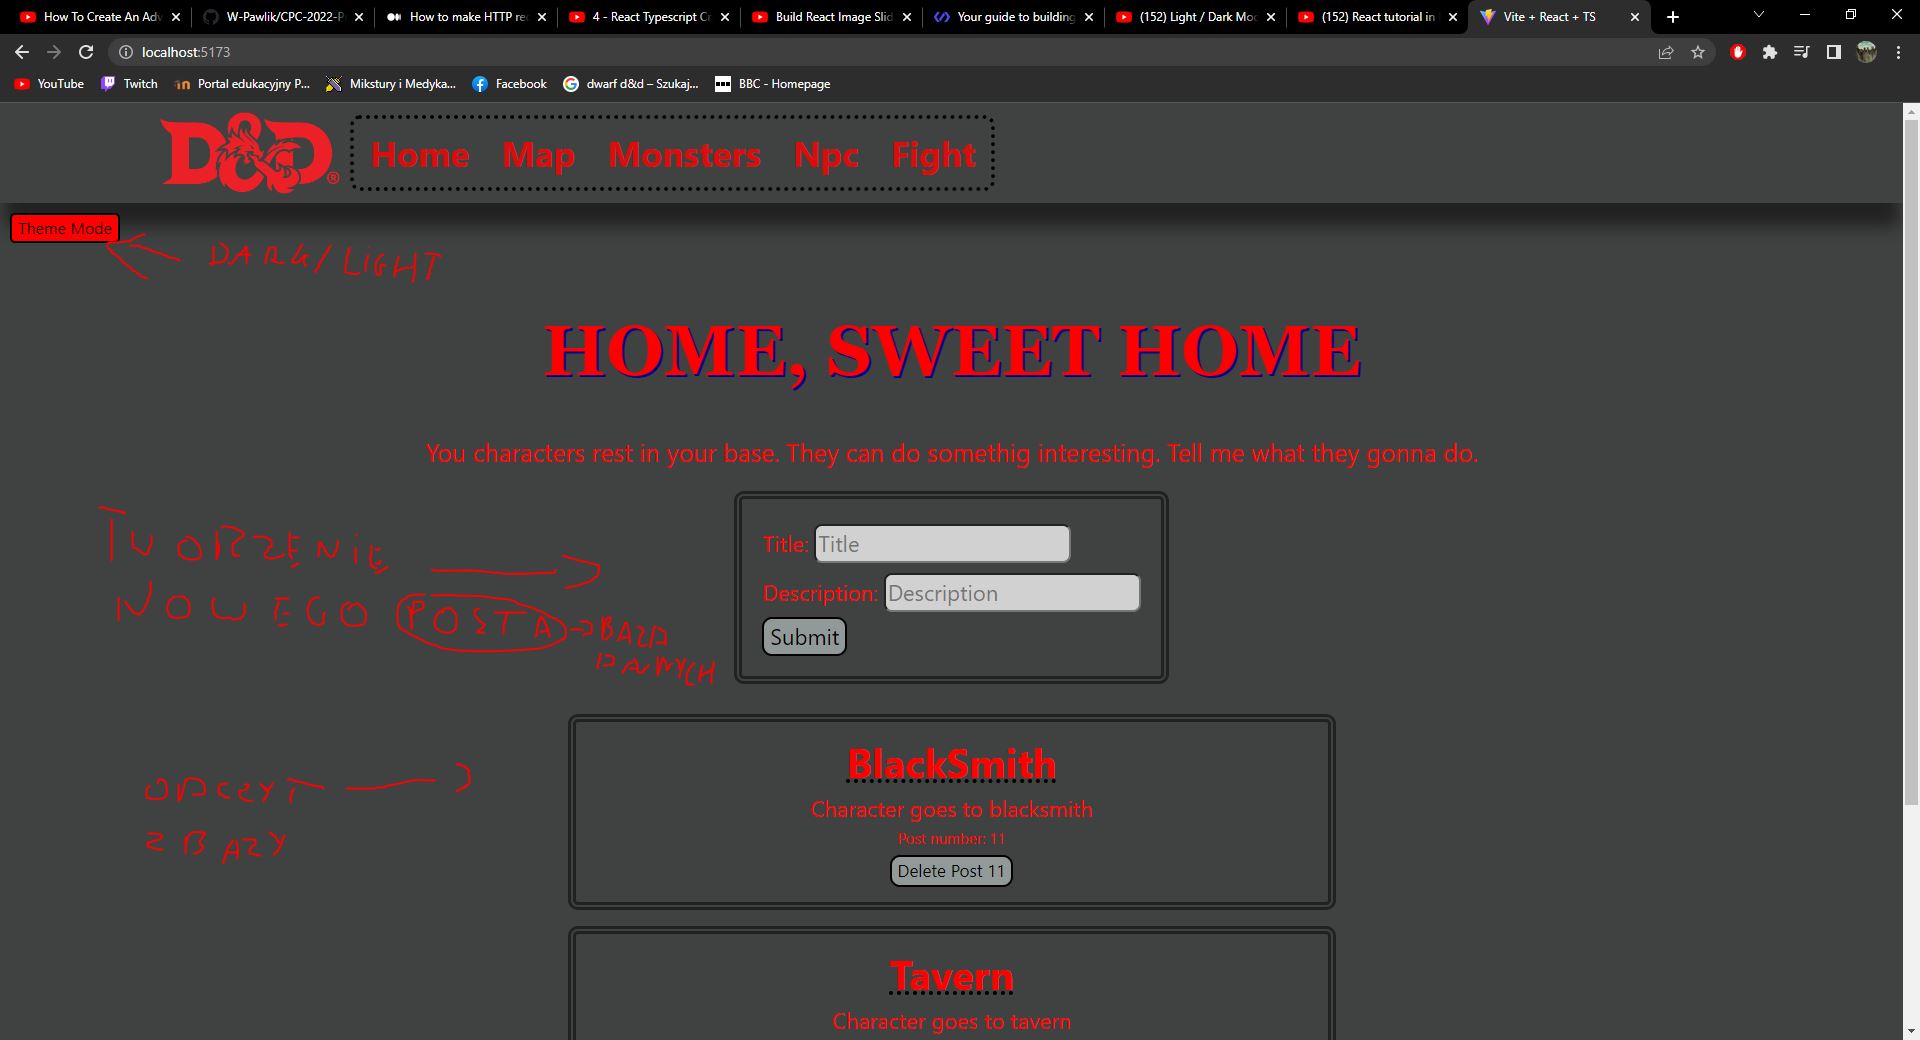 How To Create An Adv
W-Pawlik/CPC-2022-P
How to make HTTP rec
4 - React Typescript Cr
Build React Image Slid
Your guide to building
(152) Light / Dark Mod
(152) React tutorial in
Vite + React + TS
localhost:5173
YouTube
Twitch
Portal edukacyjny P...
Mikstury i Medyka...
Facebook
dwarf d&d – Szukaj...
BBC - Homepage
D&D®
Home Map Monsters Npc Fight
Theme Mode
DARK/LiGHT
HOME, SWEET HOME
You characters rest in your base. They can do somethig interesting. Tell me what they gonna do.
TWORZENiE
NOWEGO POSTA
BAZA
DANYCH
Title: Title
Description: Description
Submit
ODCZYT
Z BAZY
BlackSmith
Character goes to blacksmith
Post number: 11
Delete Post 11
Tavern
Character goes to tavern